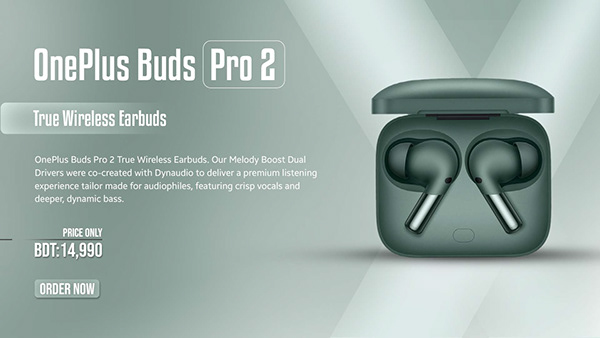 OnePlus Buds Pro 2
True Wireless Earbuds
OnePlus Buds Pro 2 True Wireless Earbuds. Our Melody Boost Dual
Drivers were co-created with Dynaudio to deliver a premium listening
experience tailor made for audiophiles, featuring crisp vocals and
deeper, dynamic bass.
PRICE ONLY
BDT:14,990
ORDER NOW